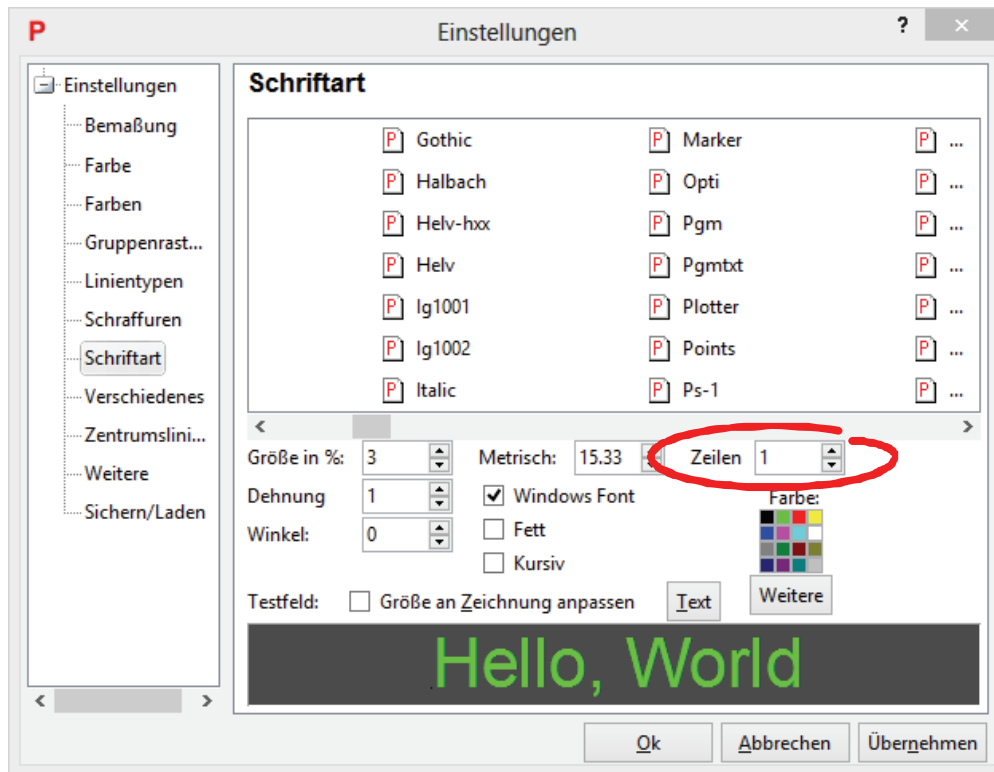 P Einstellungen ? ×
Einstellungen
Bemaßung
Farbe
Farben
Gruppenrast...
Linientypen
Schraffuren
Schriftart
Verschiedenes
Zentrumslini...
Weitere
Sichern/Laden
Schriftart
P Gothic P Marker P ...
P Halbach P Opti P ...
P Helv-hxx P Pgm P ...
P Helv P Pgmtxt P ...
P Ig1001 P Plotter P ...
P Ig1002 P Points P ...
P Italic P Ps-1 P ...
Größe in %: 3 Metrisch: 15.33 Zeilen 1
Dehnung 1 Windows Font Farbe:
Winkel: 0 Fett
Kursiv
Testfeld: Größe an Zeichnung anpassen Text Weitere
Hello, World
Ok Abbrechen Übernehmen